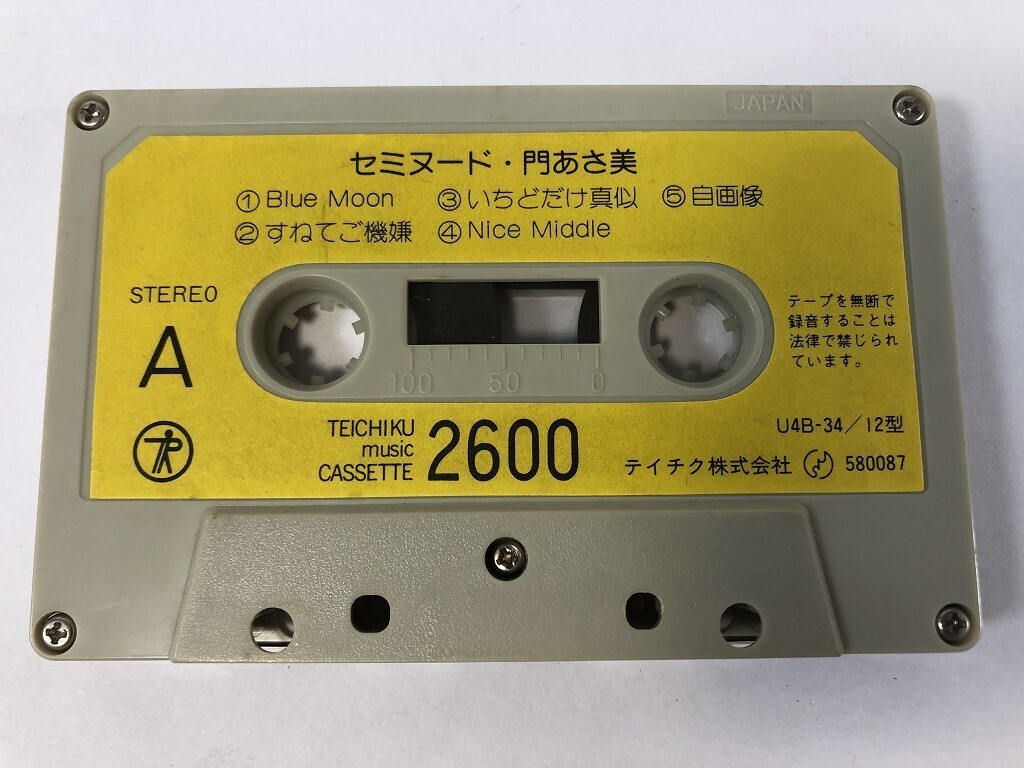 JAPAN
セミヌード・門あさ美
①Blue Moon ③いちどだけ真似 ⑤自画像
②すねてご機嫌 ④Nice Middle
STEREO
A
テープを無断で
録音することは
法律で禁じられ
ています。
100 50 0
TEICHIKU
music
CASSETTE
2600
U4B-34/12型
テイチク株式会社 580087